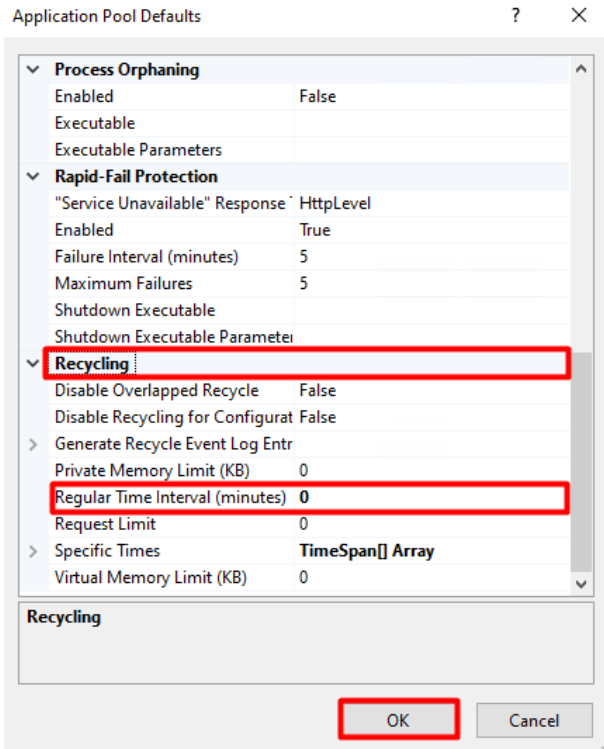 Application Pool Defaults ? ×
Process Orphaning
Enabled False
Executable
Executable Parameters
Rapid-Fail Protection
"Service Unavailable" Response HttpLevel
Enabled True
Failure Interval (minutes) 5
Maximum Failures 5
Shutdown Executable
Shutdown Executable Parameter
Recycling
Disable Overlapped Recycle False
Disable Recycling for Configurat False
Generate Recycle Event Log Entr
Private Memory Limit (KB) 0
Regular Time Interval (minutes) 0
Request Limit 0
Specific Times TimeSpan[] Array
Virtual Memory Limit (KB) 0
Recycling
OK Cancel